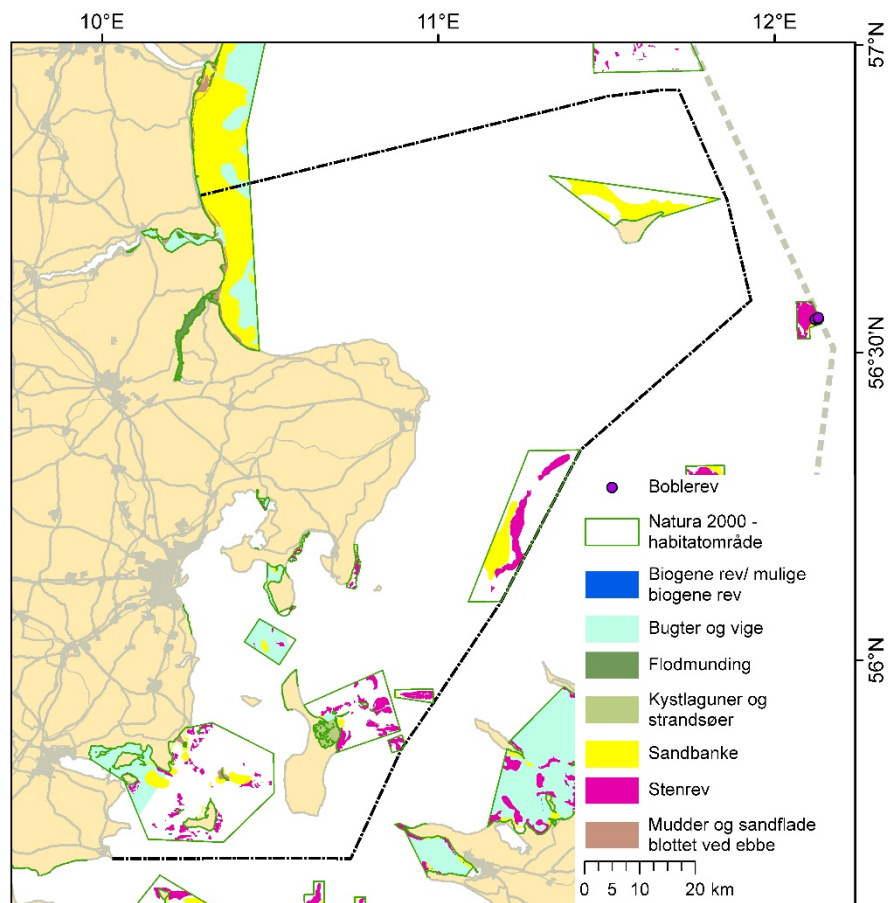 10°E 11°E 12°E
57°N
56°30'N
56°N
Boblerev
Natura 2000 -
habitatområde
Biogene rev/ mulige
biogene rev
Bugter og vige
Flodmunding
Kystlaguner og
strandsøer
Sandbanke
Stenrev
Mudder og sandflade
blottet ved ebbe
0 5 10 20 km